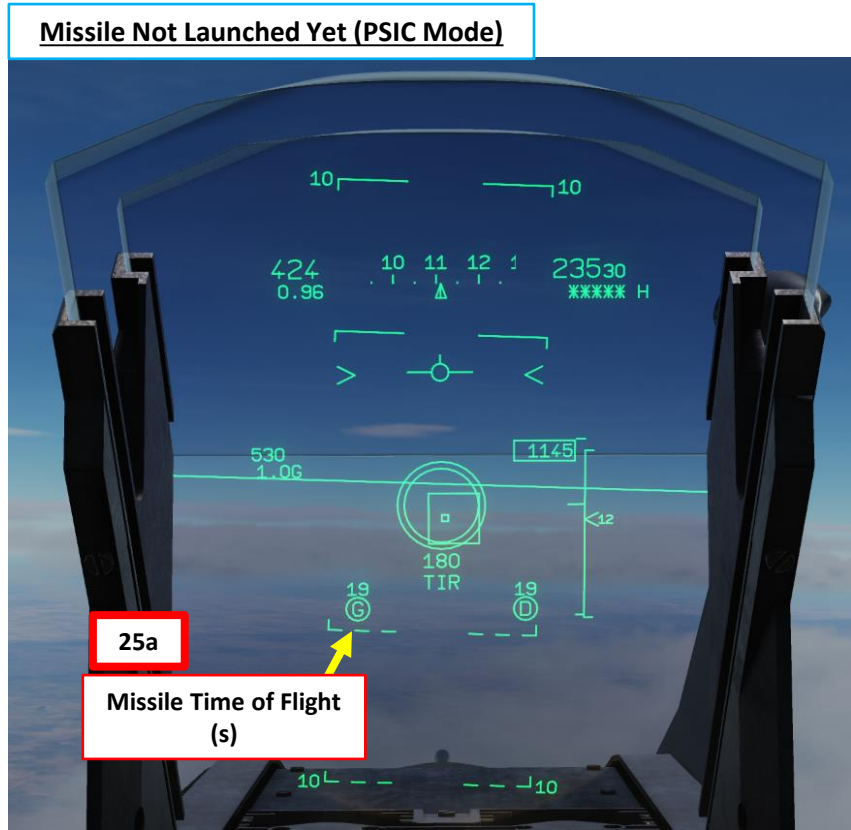 Missile Not Launched Yet (PSIC Mode)
10 10
424 10 11 12 23530
0.96 ***** H
> <
530 1145
1.0G
<12
180
TIR
19 19
G D
25a
Missile Time of Flight
(s)
10 10